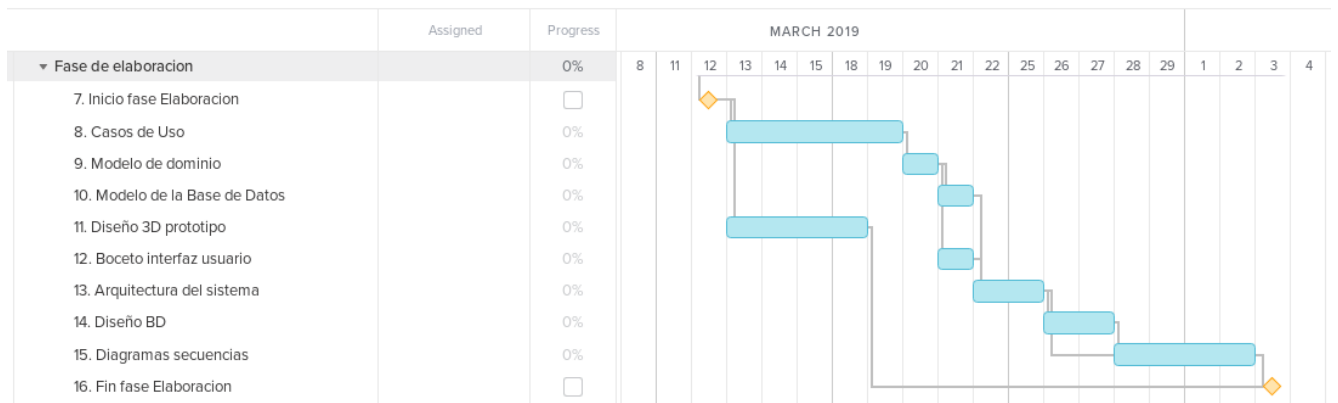 Assigned Progress MARCH 2019
Fase de elaboracion 0% 8 11 12 13 14 15 18 19 20 21 22 25 26 27 28 29 1 2 3 4
7. Inicio fase Elaboracion
8. Casos de Uso 0%
9. Modelo de dominio 0%
10. Modelo de la Base de Datos 0%
11. Diseño 3D prototipo 0%
12. Boceto interfaz usuario 0%
13. Arquitectura del sistema 0%
14. Diseño BD 0%
15. Diagramas secuencias 0%
16. Fin fase Elaboracion